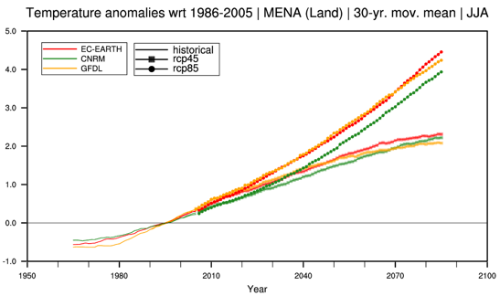 Temperature anomalies wrt 1986-2005 | MENA (Land) | 30-yr. mov. mean | JJA
5.0
EC-EARTH
CNRM
GFDL
historical
rcp45
rcp85
4.0
3.0
2.0
1.0
0.0
-1.0
1950 1980 2010 2040 2070 2100
Year